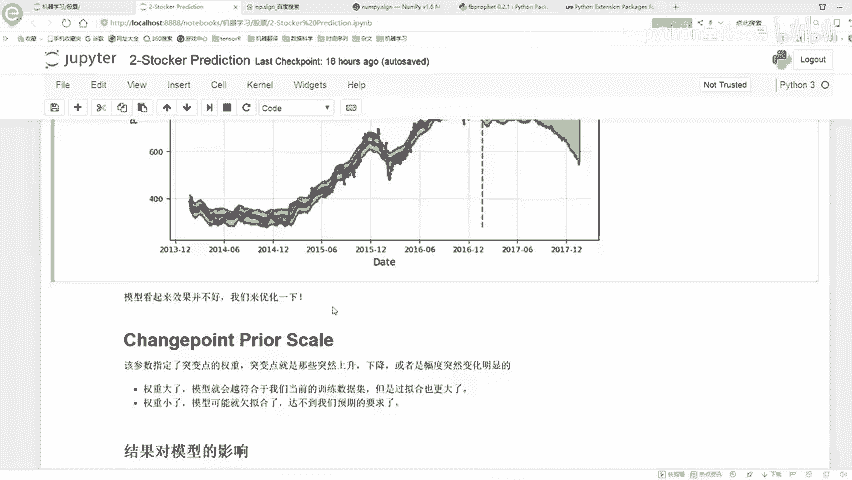 机器学习/股票/
2-Stocker Prediction
np.sign_百度搜索
numpy.sign — NumPy v1.6 M
fbprophet 0.2.1 : Python Pack
Python Extension Packages fo
http://localhost:8888/notebooks/机器学习/股票/2-Stocker%20Prediction.ipynb
jupyter 2-Stocker Prediction Last Checkpoint: 16 hours ago (autosaved)
Logout
File Edit View Insert Cell Kernel Widgets Help
Not Trusted
Python 3
Code
600
400
2013-12 2014-06 2014-12 2015-06 2015-12 2016-06 2016-12 2017-06 2017-12
Date
模型看起来效果并不好，我们来优化一下！
Changepoint Prior Scale
该参数指定了突变点的权重，突变点就是那些突然上升，下降，或者是幅度突然变化明显的
权重大了，模型就会越符合于我们当前的训练数据集，但是过拟合也更大了。
权重小了，模型可能就欠拟合了，达不到我们预期的要求了。
结果对模型的影响